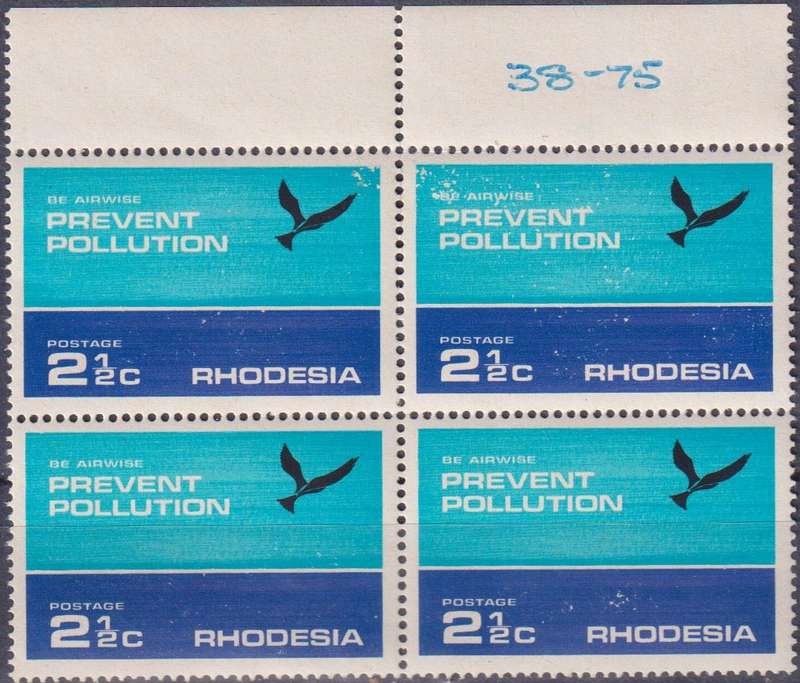 38-75
BE AIRWISE
PREVENT
POLLUTION
POSTAGE
2½c RHODESIA
BE AIRWISE
PREVENT
POLLUTION
POSTAGE
2½c RHODESIA
BE AIRWISE
PREVENT
POLLUTION
POSTAGE
2½c RHODESIA
BE AIRWISE
PREVENT
POLLUTION
POSTAGE
2½c RHODESIA